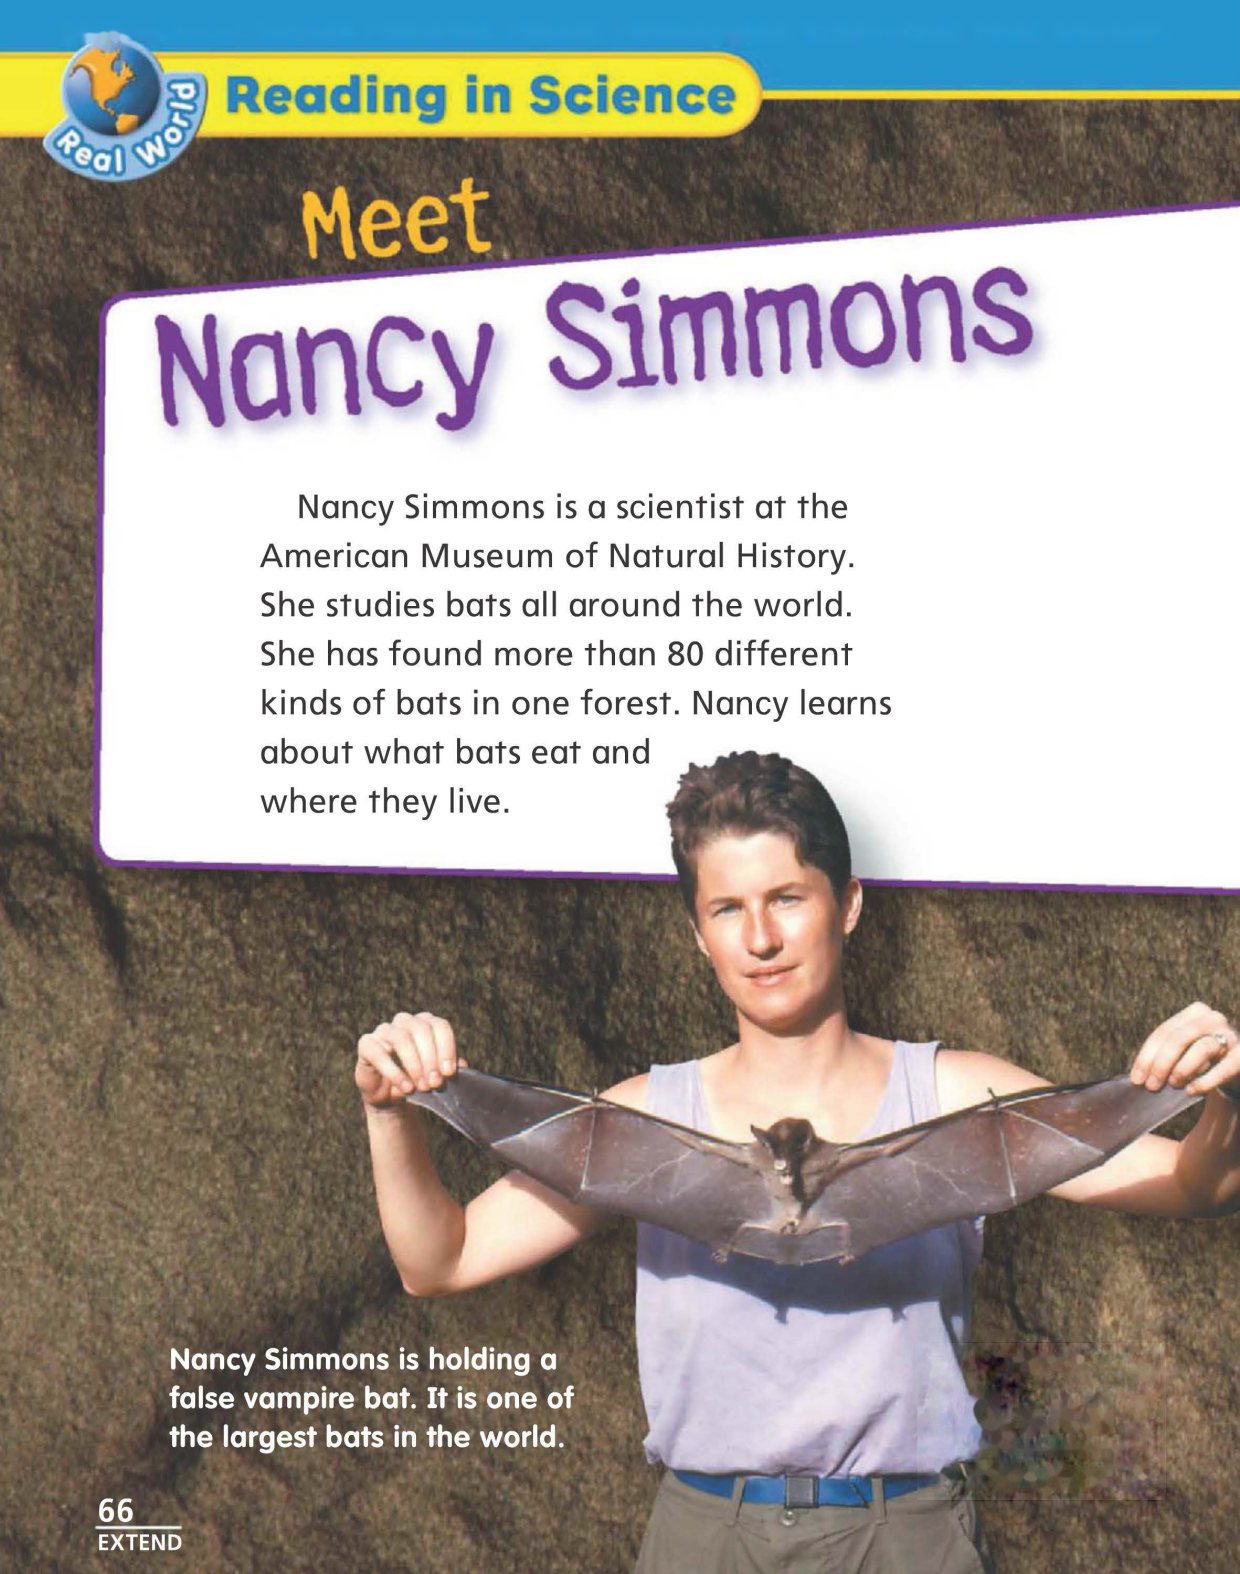 Real World
Reading in Science
Meet
Nancy Simmons
Nancy Simmons is a scientist at the
American Museum of Natural History.
She studies bats all around the world.
She has found more than 80 different
kinds of bats in one forest. Nancy learns
about what bats eat and
where they live.
Nancy Simmons is holding a
false vampire bat. It is one of
the largest bats in the world.
66
EXTEND